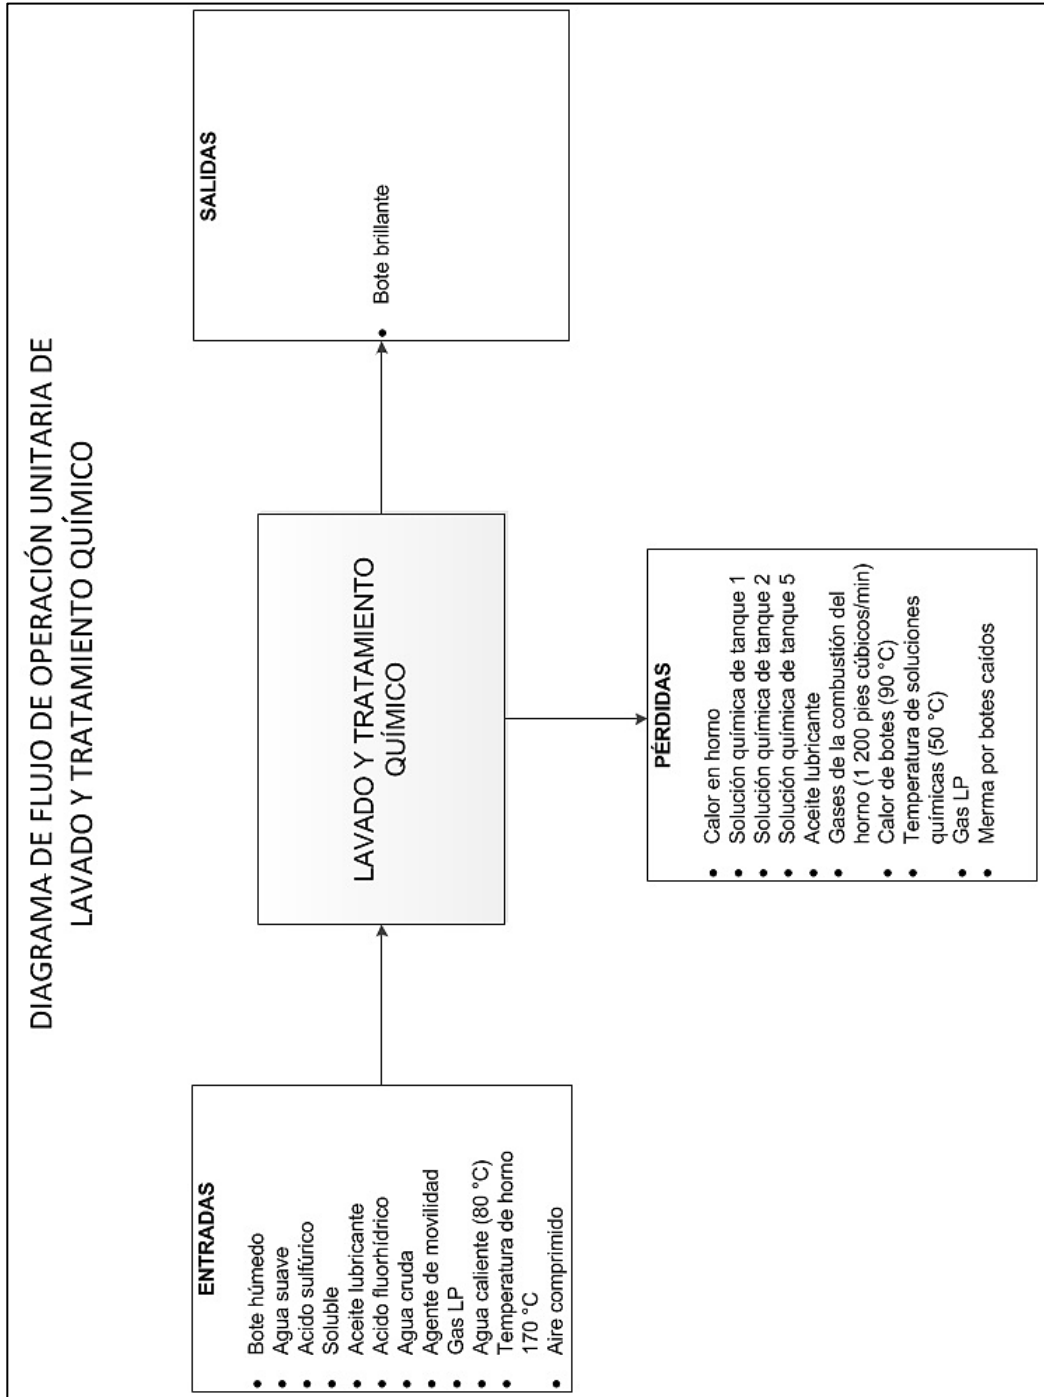 DIAGRAMA DE FLUJO DE OPERACIÓN UNITARIA DE
LAVADO Y TRATAMIENTO QUÍMICO
ENTRADAS
• Bote húmedo
• Agua suave
• Acido sulfúrico
• Soluble
• Aceite lubricante
• Acido fluorhídrico
• Agua cruda
• Agente de movilidad
• Gas LP
• Agua caliente (80 °C)
• Temperatura de horno
170 °C
• Aire comprimido
LAVADO Y TRATAMIENTO
QUÍMICO
SALIDAS
• Bote brillante
PÉRDIDAS
• Calor en horno
• Solución química de tanque 1
• Solución química de tanque 2
• Solución química de tanque 5
• Aceite lubricante
• Gases de la combustión del
horno (1 200 pies cúbicos/min)
• Calor de botes (90 °C)
• Temperatura de soluciones
químicas (50 °C)
• Gas LP
• Merma por botes caídos